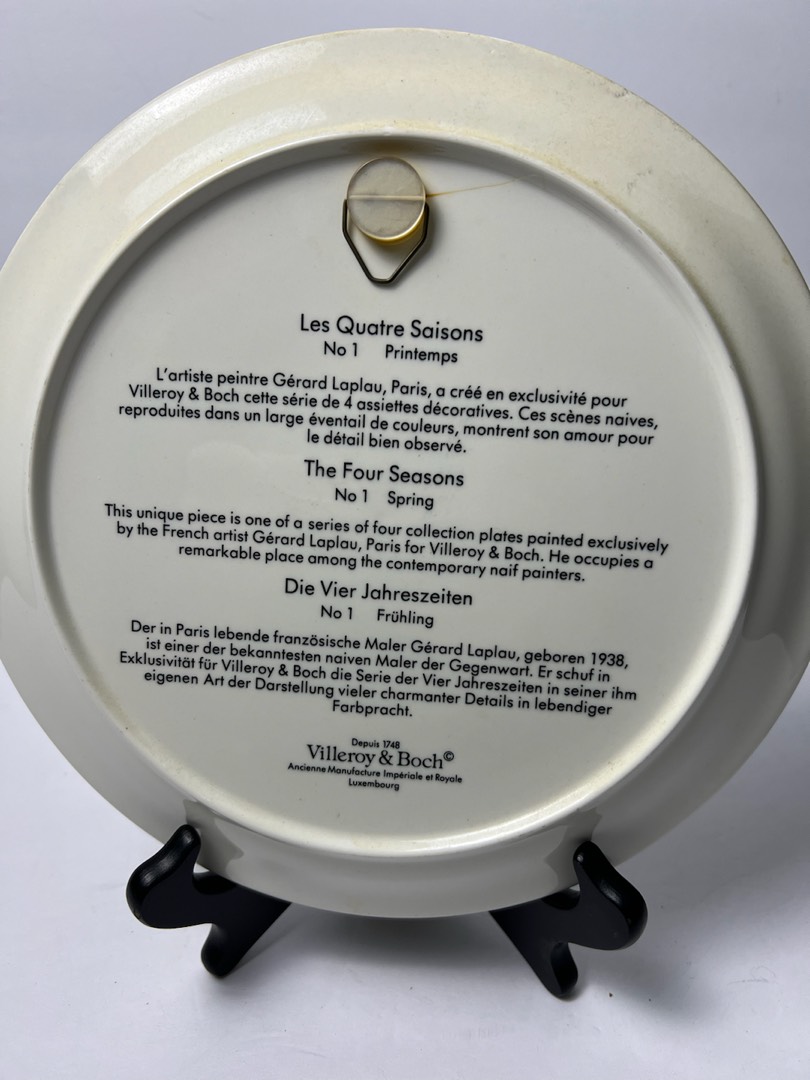 Les Quatre Saisons
No 1 Printemps
L'artiste peintre Gérard Laplau, Paris, a créé en exclusivité pour
Villeroy & Boch cette série de 4 assiettes décoratives. Ces scènes naives,
reproduites dans un large éventail de couleurs, montrent son amour pour
le détail bien observé.
The Four Seasons
No 1 Spring
This unique piece is one of a series of four collection plates painted exclusively
by the French artist Gérard Laplau, Paris for Villeroy & Boch. He occupies a
remarkable place among the contemporary naif painters.
Die Vier Jahreszeiten
No 1 Frühling
Der in Paris lebende französische Maler Gérard Laplau, geboren 1938,
ist einer der bekanntesten naiven Maler der Gegenwart. Er schuf in
Exklusivität für Villeroy & Boch die Serie der Vier Jahreszeiten in seiner ihm
eigenen Art der Darstellung vieler charmanter Details in lebendiger
Farbpracht.
Depuis 1748
Villeroy & Boch©
Ancienne Manufacture Impériale et Royale
Luxembourg